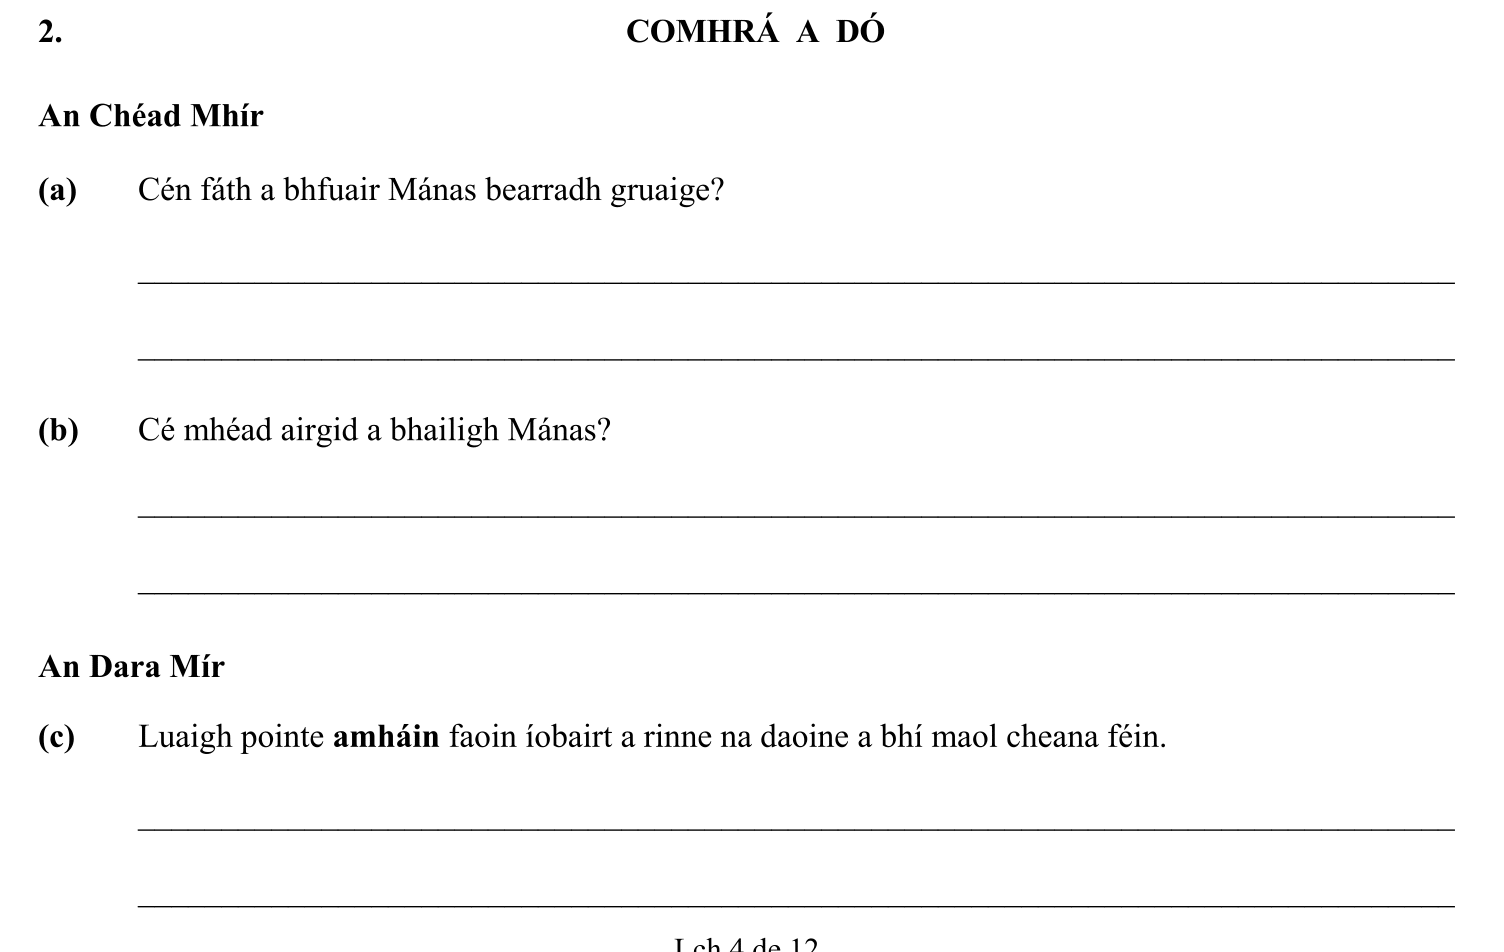 2. COMHRÁ A DÓ
An Chéad Mhír
(a) Cén fáth a bhfuair Mánas bearradh gruaige?
(b) Cé mhéad airgid a bhailigh Mánas?
An Dara Mír
(c) Luaigh pointe amháin faoin íobairt a rinne na daoine a bhí maol cheana féin.
Lch 4 de 12